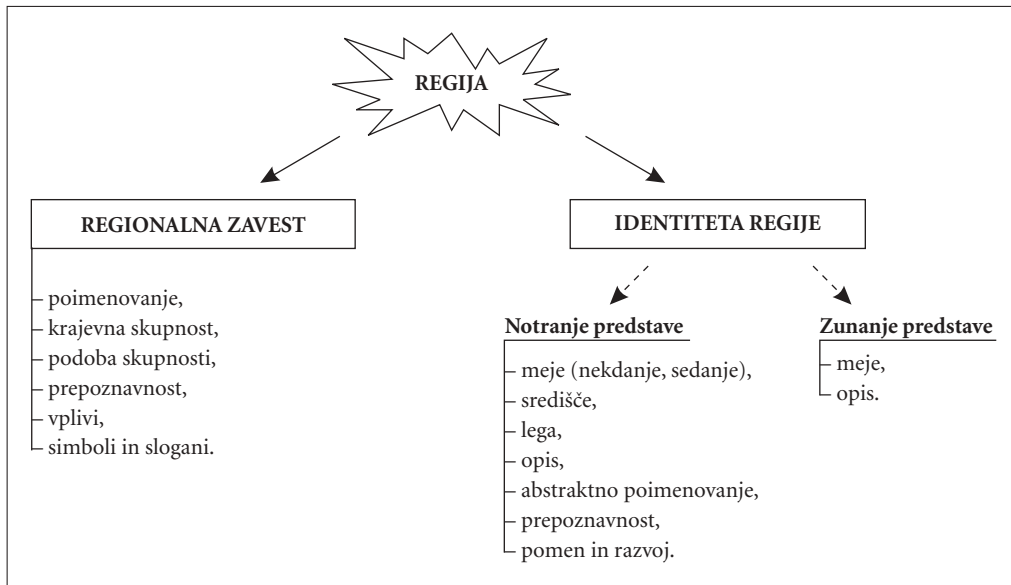 REGIJA
REGIONALNA ZAVEST
poimenovanje,
krajevna skupnost,
podoba skupnosti,
prepoznavnost,
vplivi,
simboli in slogani.
IDENTITETA REGIJE
Notranje predstave
meje (nekdanje, sedanje),
središče,
lega,
opis,
abstraktno poimenovanje,
prepoznavnost,
pomen in razvoj.
Zunanje predstave
meje,
opis.